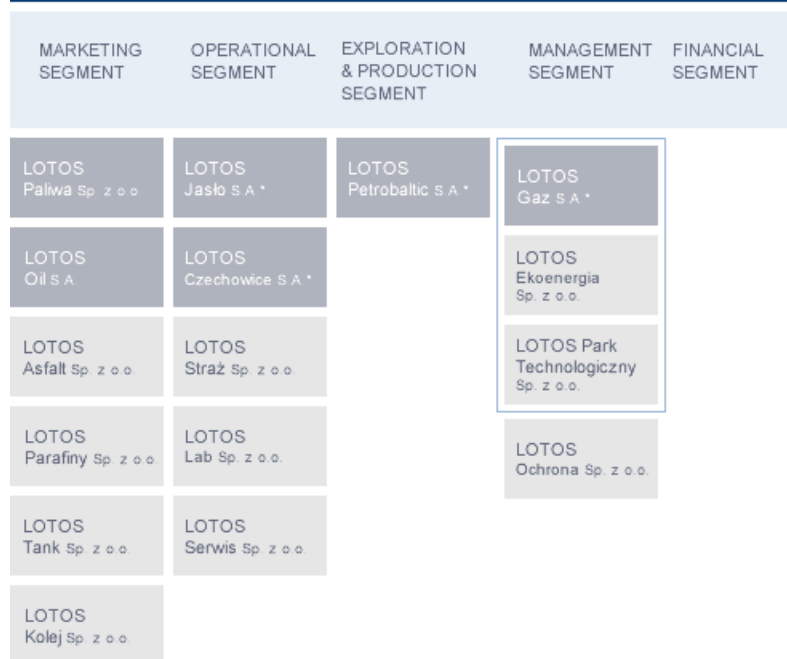 MARKETING
SEGMENT
OPERATIONAL
SEGMENT
EXPLORATION
& PRODUCTION
SEGMENT
MANAGEMENT
SEGMENT
FINANCIAL
SEGMENT
LOTOS
Paliwa Sp. z o.o.
LOTOS
Jasło S.A.*
LOTOS
Petrobaltic S.A.*
LOTOS
Gaz S.A.*
LOTOS
Oil S.A.
LOTOS
Czechowice S.A.*
LOTOS
Ekoenergia
Sp. z o.o.
LOTOS
Asfalt Sp. z o.o.
LOTOS
Straż Sp. z o.o.
LOTOS Park
Technologiczny
Sp. z o.o.
LOTOS
Parafiny Sp. z o.o.
LOTOS
Lab Sp. z o.o.
LOTOS
Ochrona Sp. z o.o.
LOTOS
Tank Sp. z o.o.
LOTOS
Serwis Sp. z o.o.
LOTOS
Kolej Sp. z o.o.